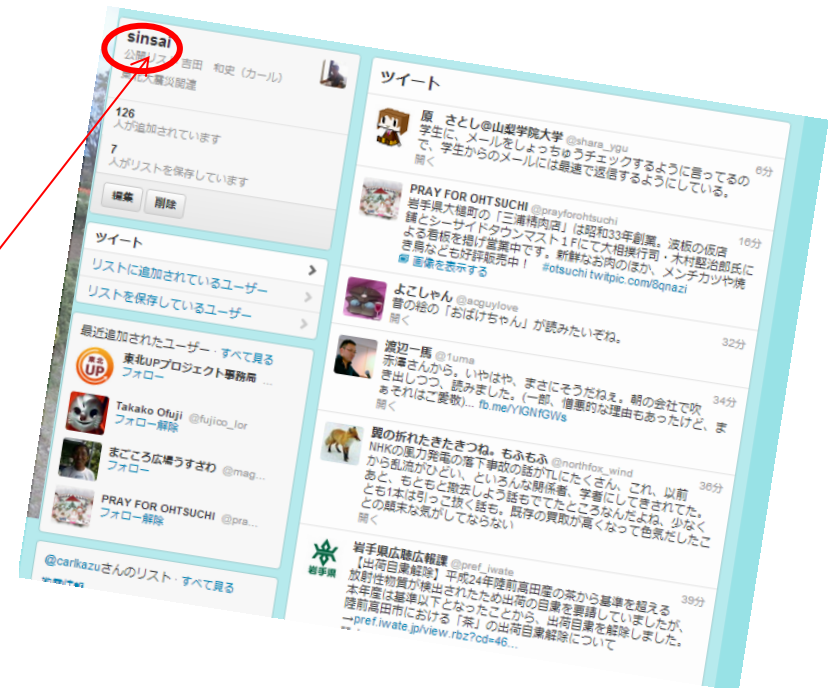 sinsai
公開リスト 吉田 和史（カール）
東北大震災関連
126
人が追加されています
7
人がリストを保存しています
編集 削除
ツイート
リストに追加されているユーザー
リストを保存しているユーザー
最近追加されたユーザー · すべて見る
東北UPプロジェクト事務局 ...
フォロー
東北
UP
Takako Ofuji @fujico_lor
フォロー解除
まごころ広場うすざわ @mag...
フォロー
PRAY FOR OHTSUCHI @pra...
フォロー解除
@carlkazuさんのリスト · すべて見る
ツイート
原 さとし@山梨学院大学 @shara_ygu 6分
学生に、メールをしょっちゅうチェックするように言ってるの
で、学生からのメールには最速で返信するようにしている。
開く
PRAY FOR OHTSUCHI @prayforohtsuchi 16分
岩手県大槌町の「三浦精肉店」は昭和33年創業。波板の仮店
舗とシーサイドタウンマスト１Ｆにて大相撲行司・木村堅治郎氏に
よる看板を掲げ営業中です。新鮮なお肉のほか、メンチカツや焼
き鳥なども好評販売中！ #otsuchi twitpic.com/8qnazi
画像を表示する
よこしゃん @acguylove 32分
昔の絵の「おばけちゃん」が読みたいぞね。
開く
渡辺一馬 @1uma 34分
赤澤さんから。いやはや、まさにそうだねぇ。朝の会社で吹
き出しつつ、読みました。(一部、憎悪的な理由もあったけど、ま
ぁそれはご愛敬)... fb.me/YIGNfGWs
開く
翼の折れたきたきつね。もふもふ @northfox_wind 36分
NHKの風力発電の落下事故の話がTLにたくさん、これ、以前
から乱流がひどい、といろんな関係者、学者にしてきされてた。
あと、もともと撤去しよう話もでてたところなんだよね、少なく
とも1本は引っこ抜く話も。既存の買取が高くなって色気だしたこ
との顛末な気がしてならない
開く
岩手県広聴広報課 @pref_iwate 39分
岩手県
【出荷自粛解除】平成24年陸前高田産の茶から基準を超える
放射性物質が検出されたため出荷の自粛を要請していましたが、
本年度は基準以下となったことから、出荷自粛を解除しました。
陸前高田市における「茶」の出荷自粛解除について
→pref.iwate.jp/view.rbz?cd=46...